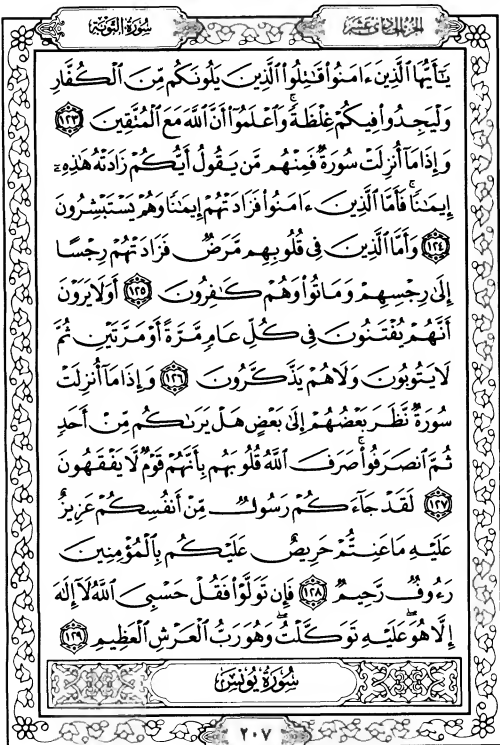 الجزء الحادي عشر
سورة التوبة
يَٰٓأَيُّهَا ٱلَّذِينَ ءَامَنُوا۟ قَٰتِلُوا۟ ٱلَّذِينَ يَلُونَكُم مِّنَ ٱلْكُفَّارِ
وَلْيَجِدُوا۟ فِيكُمْ غِلْظَةً ۚ وَٱعْلَمُوٓا۟ أَنَّ ٱللَّهَ مَعَ ٱلْمُتَّقِينَ ١٢٣
وَإِذَا مَآ أُنزِلَتْ سُورَةٌ فَمِنْهُم مَّن يَقُولُ أَيُّكُمْ زَادَتْهُ هَٰذِهِۦٓ
إِيمَٰنًا ۚ فَأَمَّا ٱلَّذِينَ ءَامَنُوا۟ فَزَادَتْهُمْ إِيمَٰنًا وَهُمْ يَسْتَبْشِرُونَ
١٢٤ وَأَمَّا ٱلَّذِينَ فِى قُلُوبِهِم مَّرَضٌ فَزَادَتْهُمْ رِجْسًا
إِلَىٰ رِجْسِهِمْ وَمَاتُوا۟ وَهُمْ كَٰفِرُونَ ١٢٥ أَوَلَا يَرَوْنَ
أَنَّهُمْ يُفْتَنُونَ فِى كُلِّ عَامٍ مَّرَّةً أَوْ مَرَّتَيْنِ ثُمَّ
لَا يَتُوبُونَ وَلَا هُمْ يَذَّكَّرُونَ ١٢٦ وَإِذَا مَآ أُنزِلَتْ
سُورَةٌ نَّظَرَ بَعْضُهُمْ إِلَىٰ بَعْضٍ هَلْ يَرَىٰكُم مِّنْ أَحَدٍ
ثُمَّ ٱنصَرَفُوا۟ ۚ صَرَفَ ٱللَّهُ قُلُوبَهُم بِأَنَّهُمْ قَوْمٌ لَّا يَفْقَهُونَ
١٢٧ لَقَدْ جَآءَكُمْ رَسُولٌ مِّنْ أَنفُسِكُمْ عَزِيزٌ
عَلَيْهِ مَا عَنِتُّمْ حَرِيصٌ عَلَيْكُم بِٱلْمُؤْمِنِينَ
رَءُوفٌ رَّحِيمٌ ١٢٨ فَإِن تَوَلَّوْا۟ فَقُلْ حَسْبِىَ ٱللَّهُ لَآ إِلَٰهَ
إِلَّا هُوَ ۖ عَلَيْهِ تَوَكَّلْتُ ۖ وَهُوَ رَبُّ ٱلْعَرْشِ ٱلْعَظِيمِ ١٢٩
سُورَةُ يُونُسَ
٢٠٧